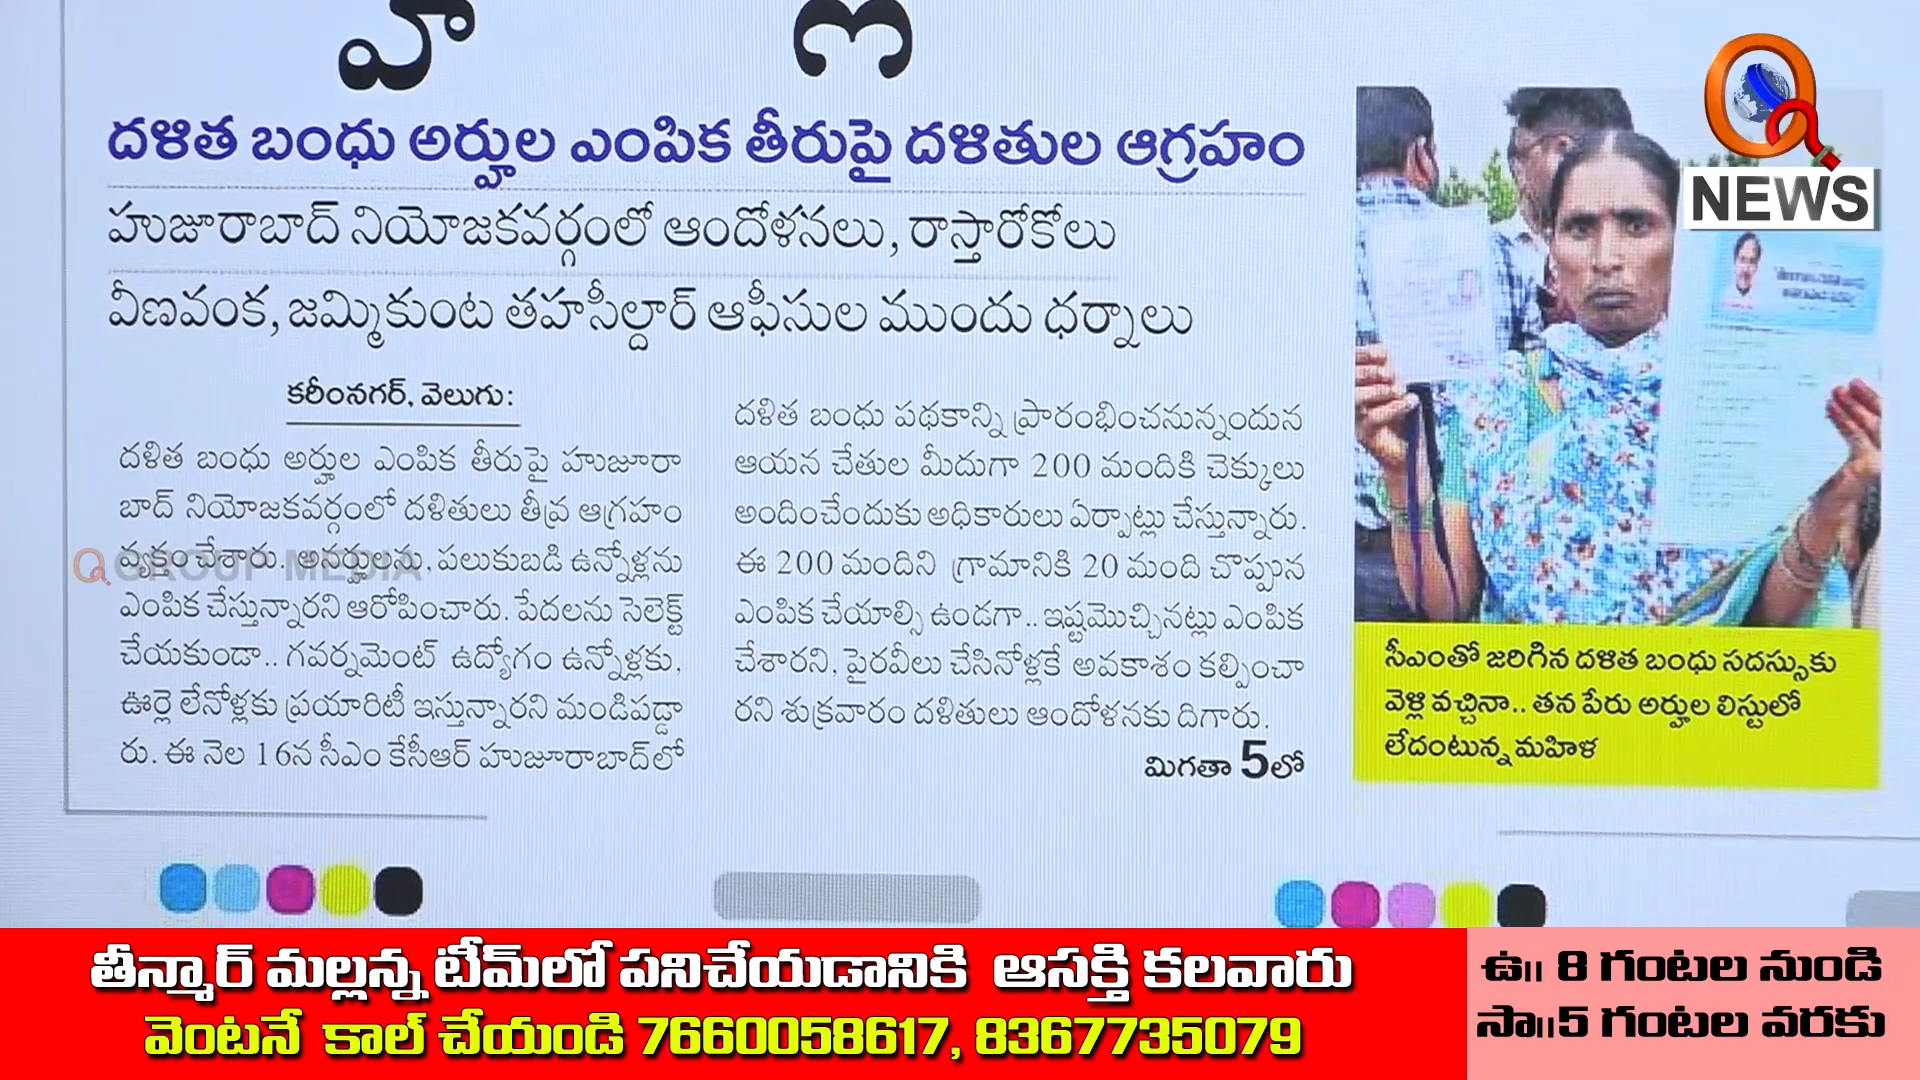 దళిత బంధు అర్హుల ఎంపిక తీరుపై దళితుల ఆగ్రహం
హుజూరాబాద్ నియోజకవర్గంలో ఆందోళనలు, రాస్తారోకోలు
వీణవంక, జమ్మికుంట తహసీల్దార్ ఆఫీసుల ముందు ధర్నాలు
కరీంనగర్, వెలుగు:
దళిత బంధు అర్హుల ఎంపిక తీరుపై హుజూరా
బాద్ నియోజకవర్గంలో దళితులు తీవ్ర ఆగ్రహం
వ్యక్తం చేశారు. అనర్హులను, పలుకుబడి ఉన్నోళ్లను
ఎంపిక చేస్తున్నారని ఆరోపించారు. పేదలను సెలెక్ట్
చేయకుండా.. గవర్నమెంట్ ఉద్యోగం ఉన్నోళ్లకు,
ఊర్లె లేనోళ్లకు ప్రయారిటీ ఇస్తున్నారని మండిపడ్డా
రు. ఈ నెల 16న సీఎం కేసీఆర్ హుజూరాబాద్‌లో
దళిత బంధు పథకాన్ని ప్రారంభించనున్నందున
ఆయన చేతుల మీదుగా 200 మందికి చెక్కులు
అందించేందుకు అధికారులు ఏర్పాట్లు చేస్తున్నారు.
ఈ 200 మందిని గ్రామానికి 20 మంది చొప్పున
ఎంపిక చేయాల్సి ఉండగా.. ఇష్టమొచ్చినట్లు ఎంపిక
చేశారని, పైరవీలు చేసినోళ్లకే అవకాశం కల్పించా
రని శుక్రవారం దళితులు ఆందోళనకు దిగారు.
మిగతా 5లో
సీఎంతో జరిగిన దళిత బంధు సదస్సుకు
వెళ్లి వచ్చినా.. తన పేరు అర్హుల లిస్టులో
లేదంటున్న మహిళ
Q NEWS
Q GROUP MEDIA
తీన్మార్ మల్లన్న టీమ్‌లో పనిచేయడానికి ఆసక్తి కలవారు
వెంటనే కాల్ చేయండి 7660058617, 8367735079
ఉ|| 8 గంటల నుండి
సా||5 గంటల వరకు